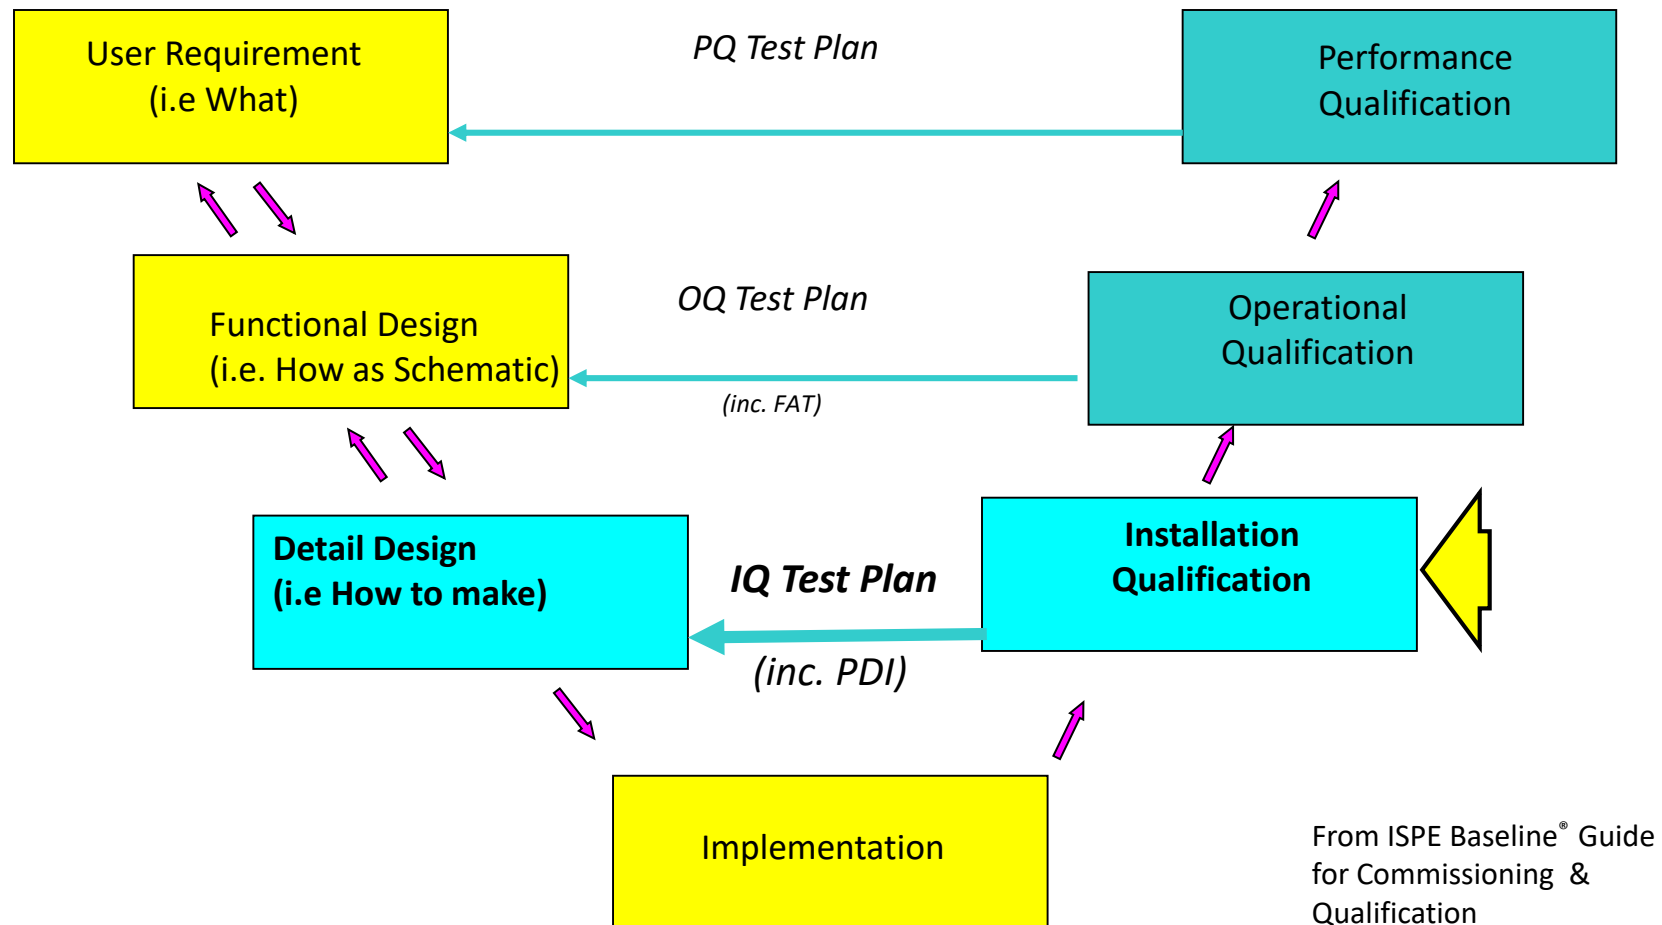 User Requirement
(i.e What)
PQ Test Plan
Performance
Qualification
Functional Design
(i.e. How as Schematic)
OQ Test Plan
(inc. FAT)
Operational
Qualification
Detail Design
(i.e How to make)
IQ Test Plan
(inc. PDI)
Installation
Qualification
Implementation
From ISPE Baseline® Guide
for Commissioning &
Qualification